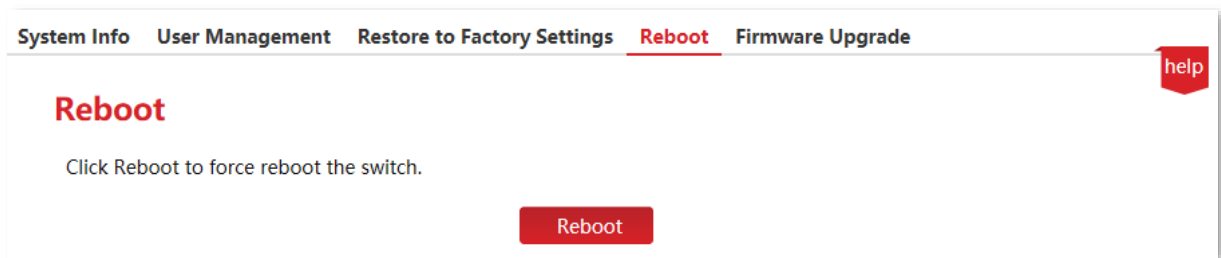 System Info User Management Restore to Factory Settings Reboot Firmware Upgrade
help
Reboot
Click Reboot to force reboot the switch.
Reboot